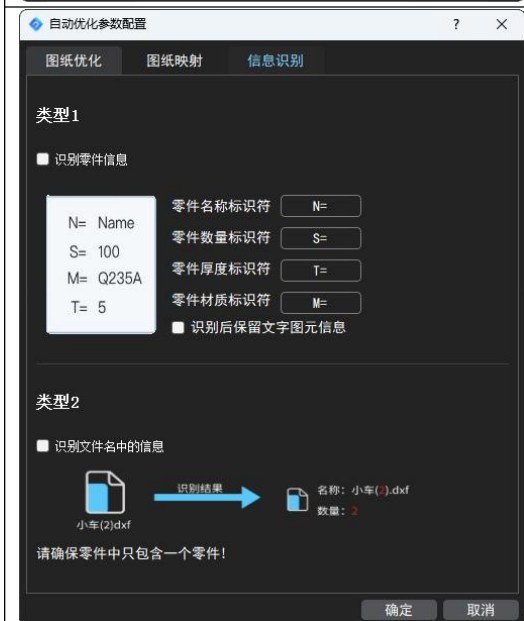 自动优化参数配置 ? ×
图纸优化 图纸映射 信息识别
类型1
识别零件信息
N= Name
S= 100
M= Q235A
T= 5
零件名称标识符 N=
零件数量标识符 S=
零件厚度标识符 T=
零件材质标识符 M=
识别后保留文字图元信息
类型2
识别文件名中的信息
小车(2)dxf
识别结果
名称: 小车(2).dxf
数量: 2
请确保零件中只包含一个零件!
确定 取消